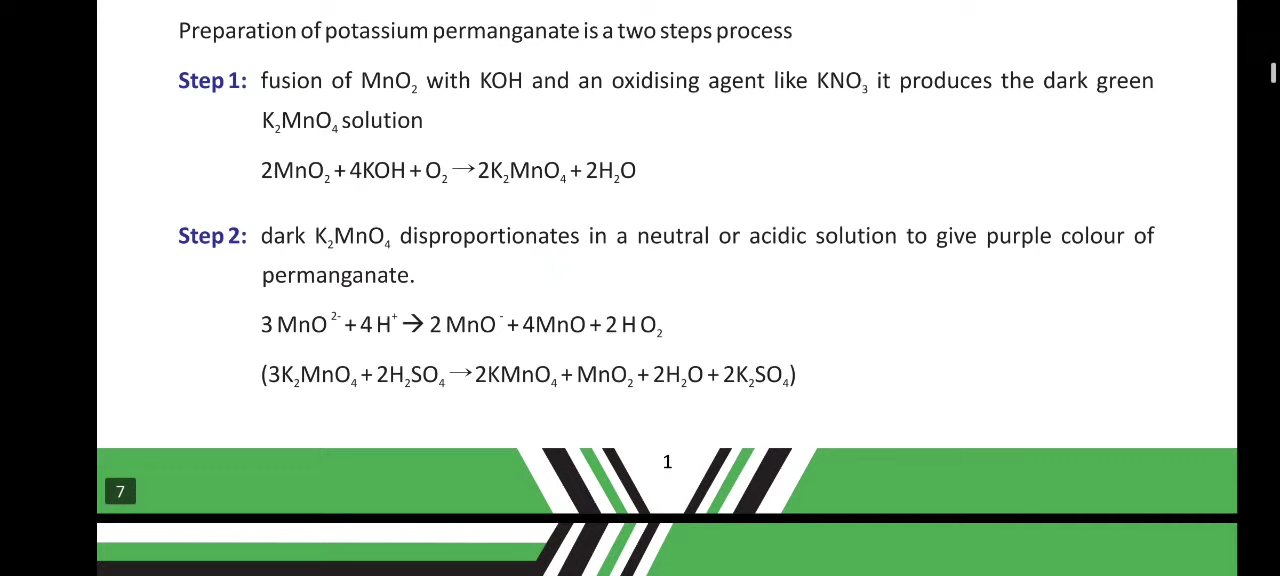 Preparation of potassium permanganate is a two steps process
Step 1: fusion of MnO₂ with KOH and an oxidising agent like KNO₃ it produces the dark green
K₂MnO₄ solution
2MnO₂ + 4KOH + O₂ → 2K₂MnO₄ + 2H₂O
Step 2: dark K₂MnO₄ disproportionates in a neutral or acidic solution to give purple colour of
permanganate.
3 MnO ²⁻ + 4 H⁺ → 2 MnO ⁻ + 4MnO + 2 H O₂
(3K₂MnO₄ + 2H₂SO₄ → 2KMnO₄ + MnO₂ + 2H₂O + 2K₂SO₄)
1
7